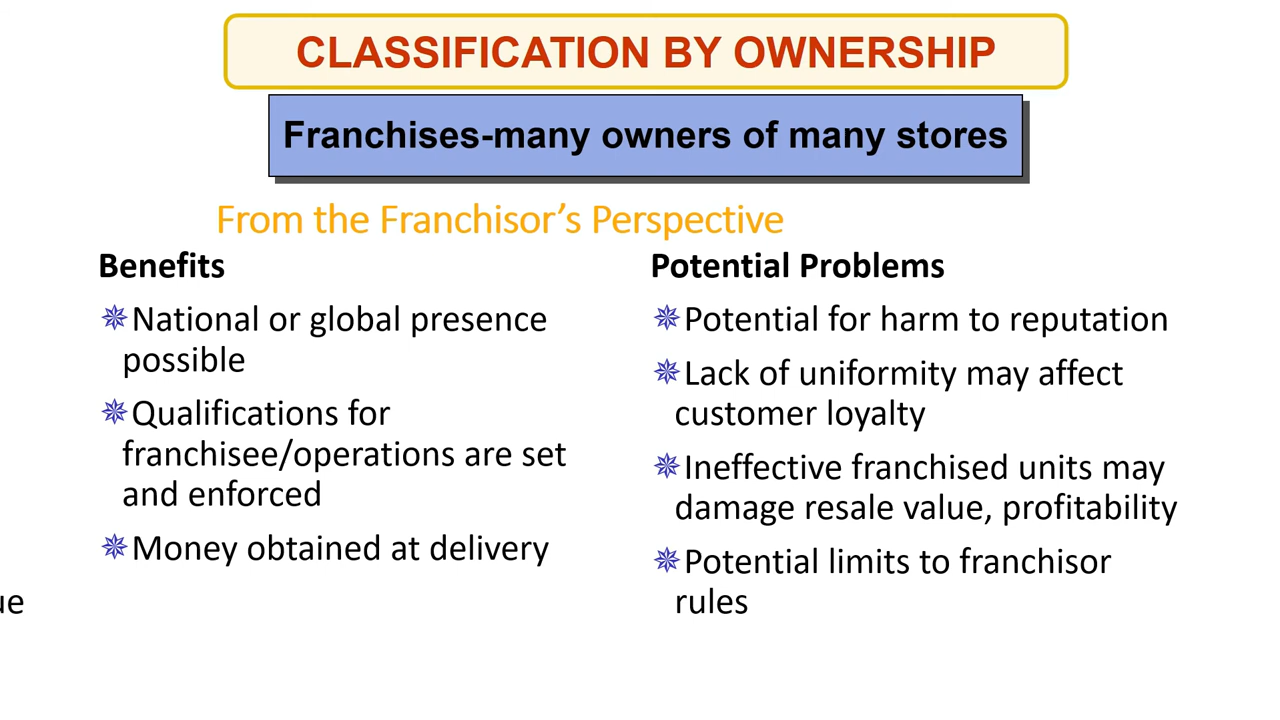 CLASSIFICATION BY OWNERSHIP
Franchises-many owners of many stores
From the Franchisor’s Perspective
Benefits
National or global presence
possible
Qualifications for
franchisee/operations are set
and enforced
Money obtained at delivery
Potential Problems
Potential for harm to reputation
Lack of uniformity may affect
customer loyalty
Ineffective franchised units may
damage resale value, profitability
Potential limits to franchisor
rules